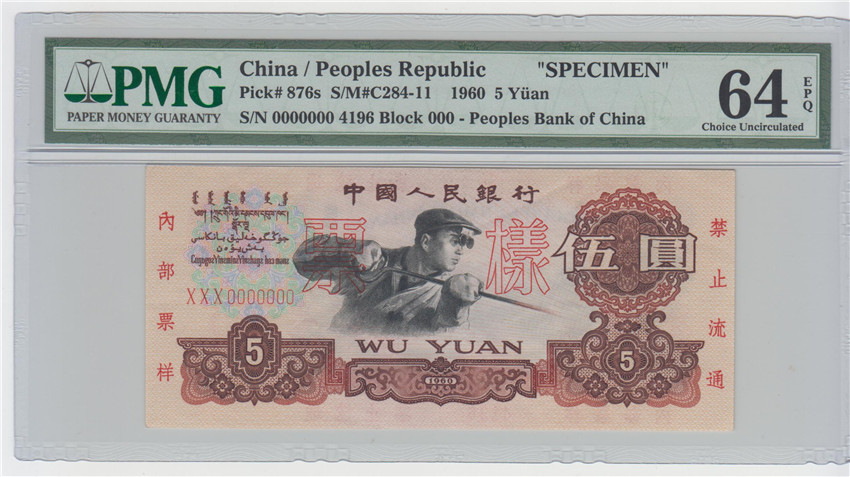 PMG
PAPER MONEY GUARANTY
China / Peoples Republic "SPECIMEN"
Pick# 876s S/M#C284-11 1960 5 Yüan
S/N 0000000 4196 Block 000 - Peoples Bank of China
64 EPQ
Choice Uncirculated
中國人民銀行
票樣
伍圓
內部票样
禁止流通
XXX0000000
WU YUAN
5
1960
5